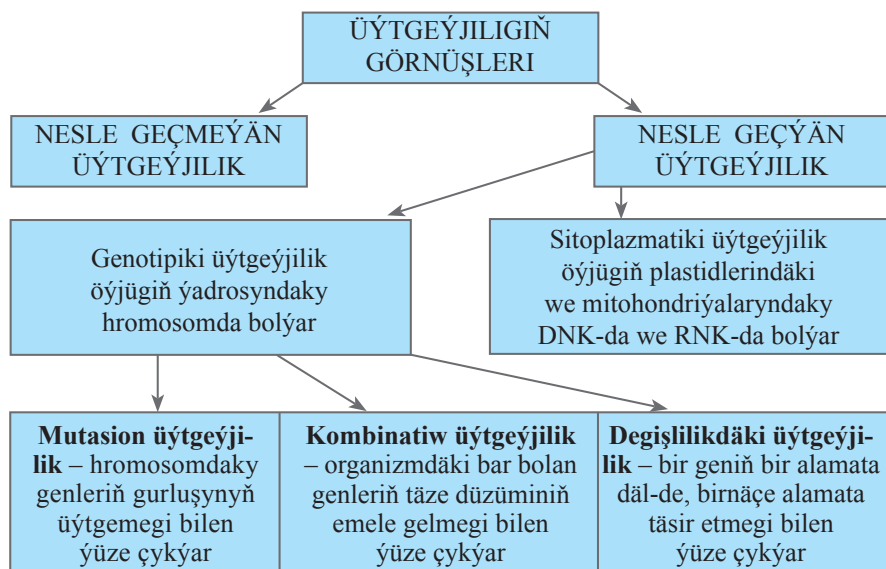 ÜÝTGEÝJILIGIŇ
GÖRNÜŞLERI
NESLE GEÇMEÝÄN
ÜÝTGEÝJILIK
NESLE GEÇÝÄN
ÜÝTGEÝJILIK
Genotipiki üýtgeýjilik
öýjügiň ýadrosyndaky
hromosomda bolýar
Sitoplazmatiki üýtgeýjilik
öýjügiň plastidlerindäki
we mitohondriýalaryndaky
DNK-da we RNK-da bolýar
Mutasion üýtgeýji-
lik – hromosomdaky
genleriň gurluşynyň
üýtgemegi bilen
ýüze çykýar
Kombinatiw üýtgeýjilik
– organizmdäki bar bolan
genleriň täze düzüminiň
emele gelmegi bilen
ýüze çykýar
Degişlilikdäki üýtgeýji-
lik – bir geniň bir alamata
däl-de, birnäçe alamata
täsir etmegi bilen
ýüze çykýar